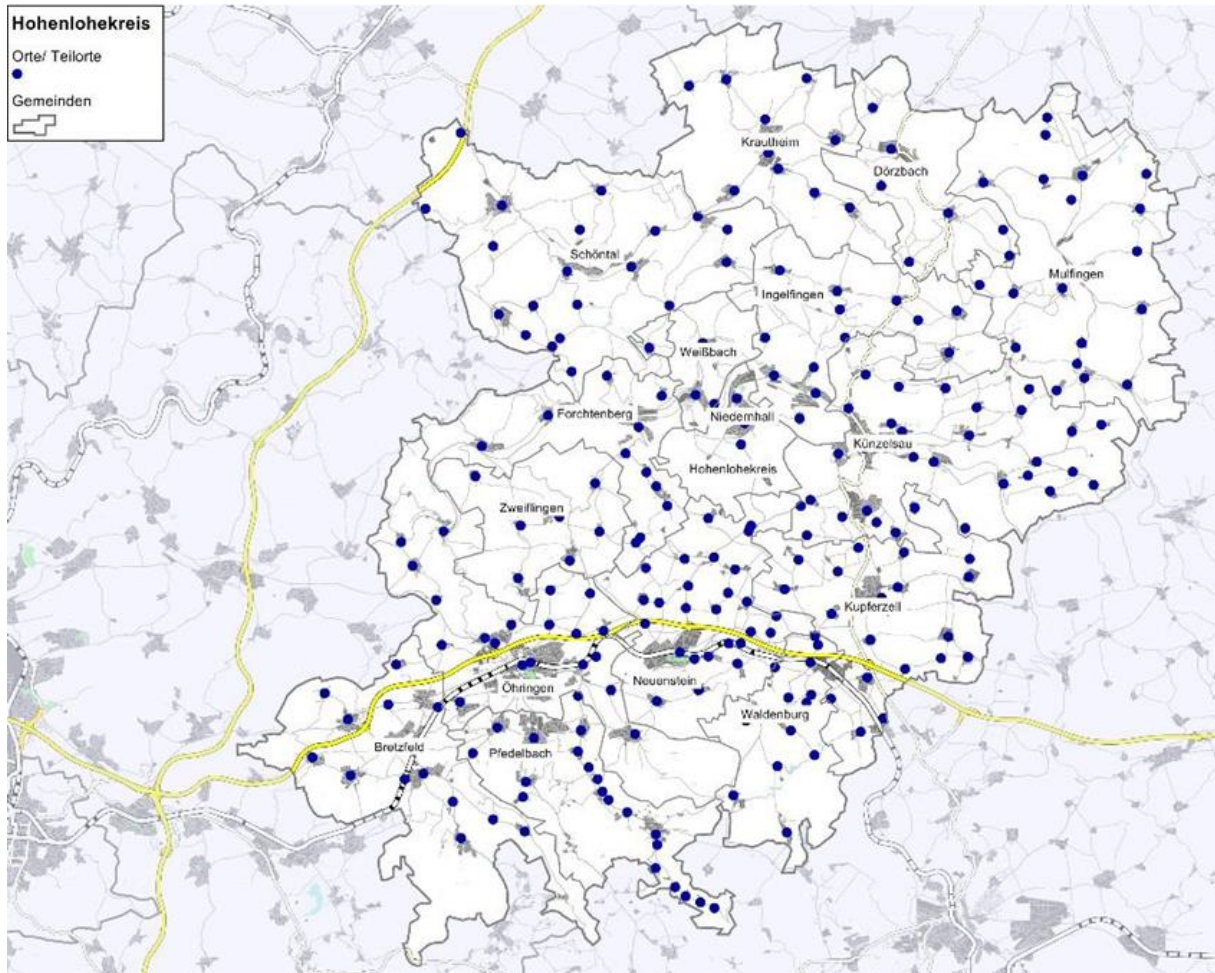 Hohenlohekreis
Orte/ Teilorte
Gemeinden
Krautheim
Dörzbach
Schöntal
Mulfingen
Ingelfingen
Weißbach
Forchtenberg
Niedernhall
Künzelsau
Hohenlohekreis
Zweiflingen
Kupferzell
Neuenstein
Öhringen
Waldenburg
Bretzfeld
Pfedelbach